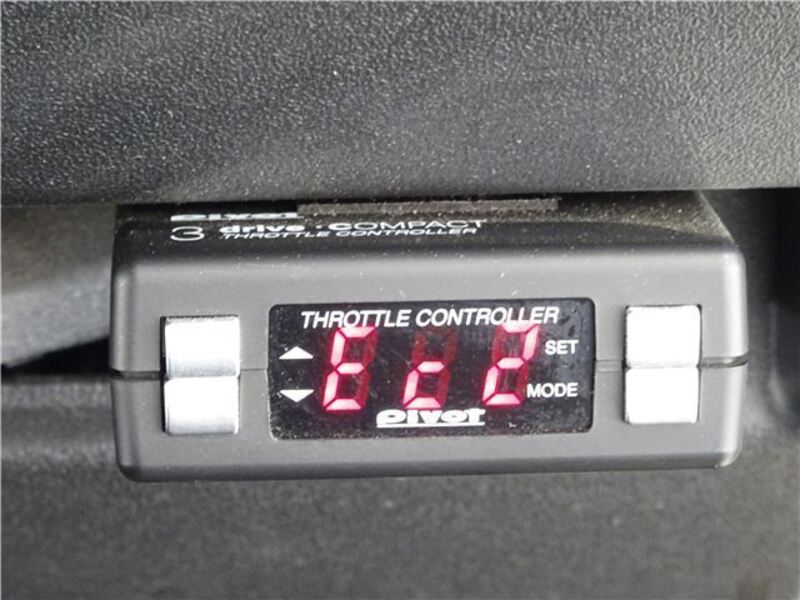 Pivot
3 drive · COMPACT
THROTTLE CONTROLLER
THROTTLE CONTROLLER
SET
Ec2
MODE
Pivot